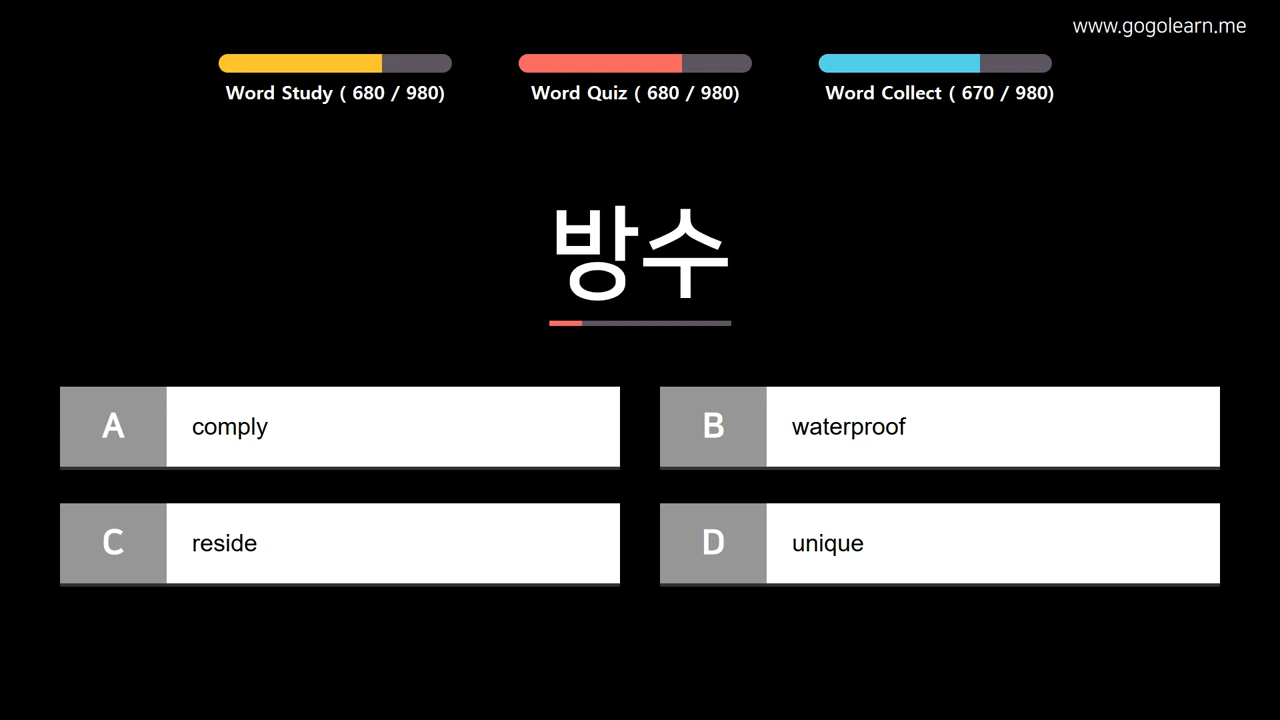 www.gogolearn.me
Word Study ( 680 / 980)
Word Quiz ( 680 / 980)
Word Collect ( 670 / 980)
방수
A
comply
B
waterproof
C
reside
D
unique